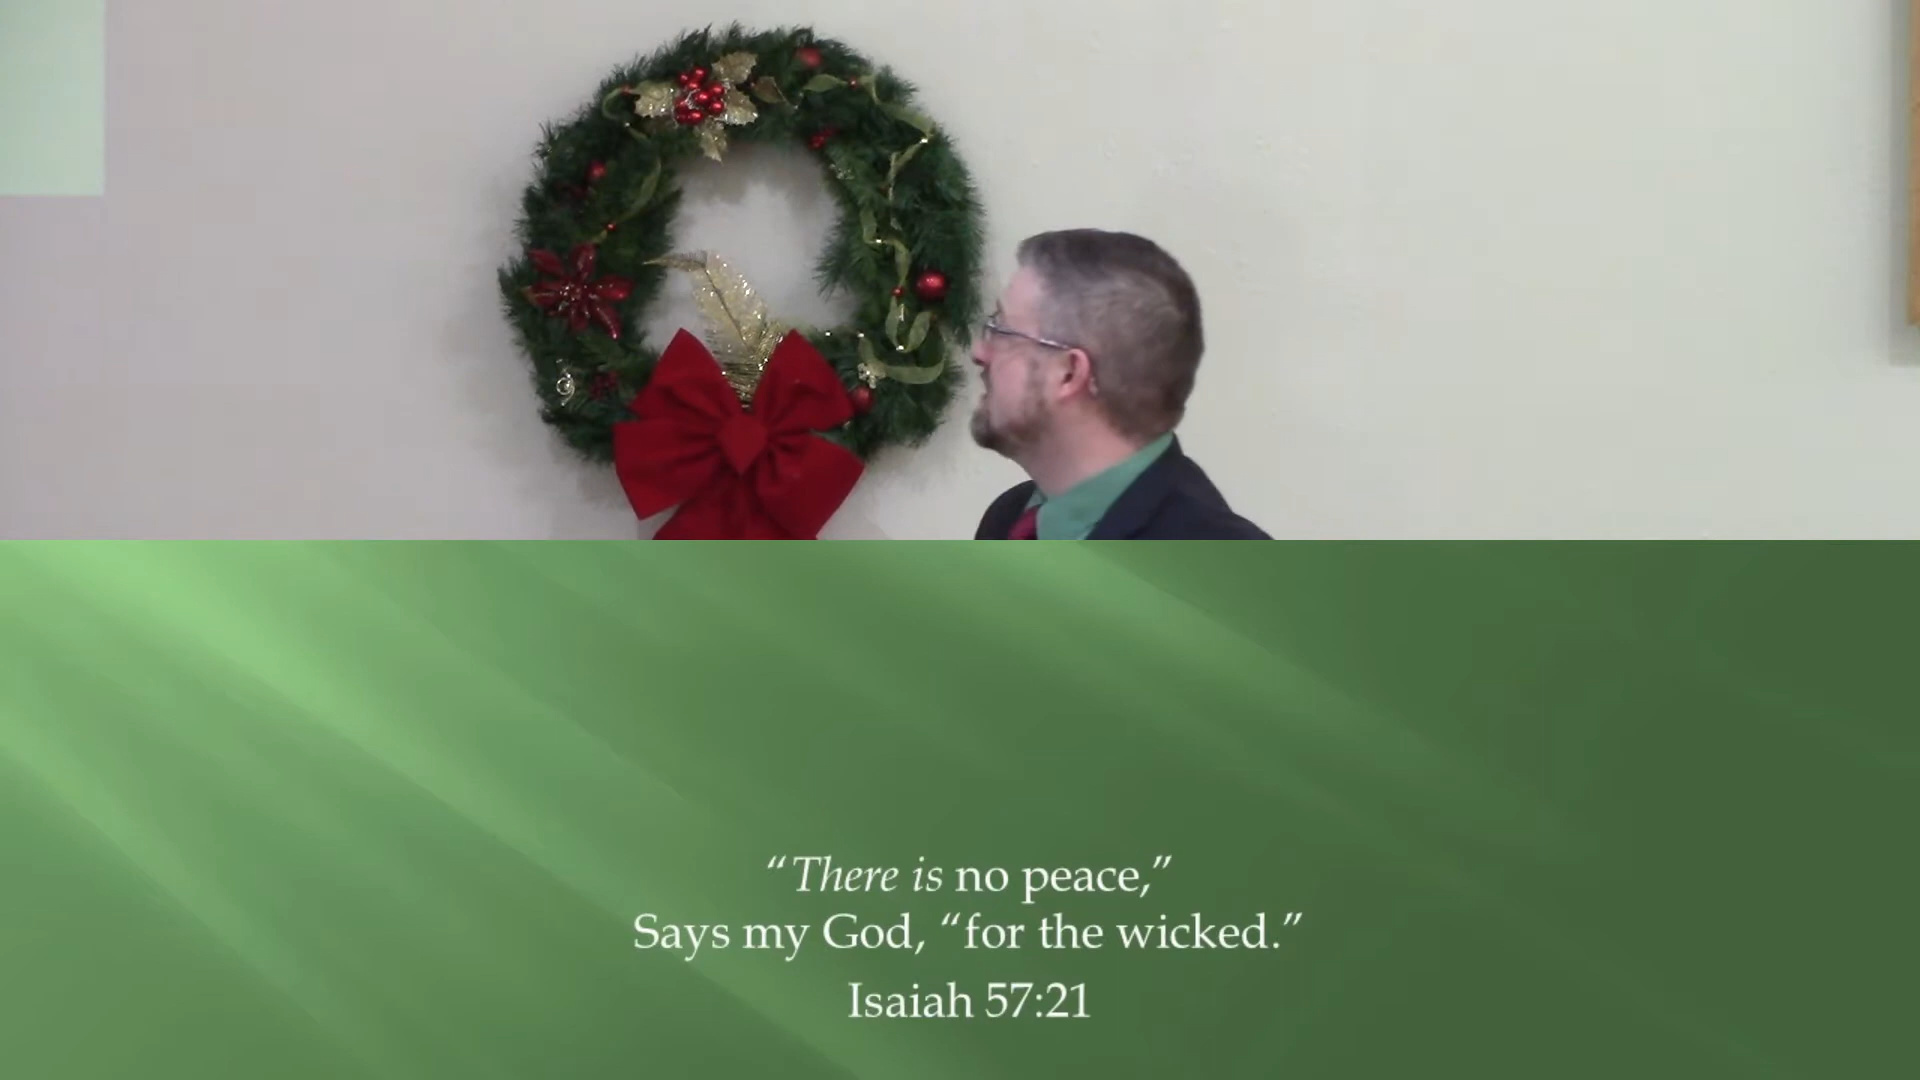 “There is no peace,”
Says my God, “for the wicked.”
Isaiah 57:21